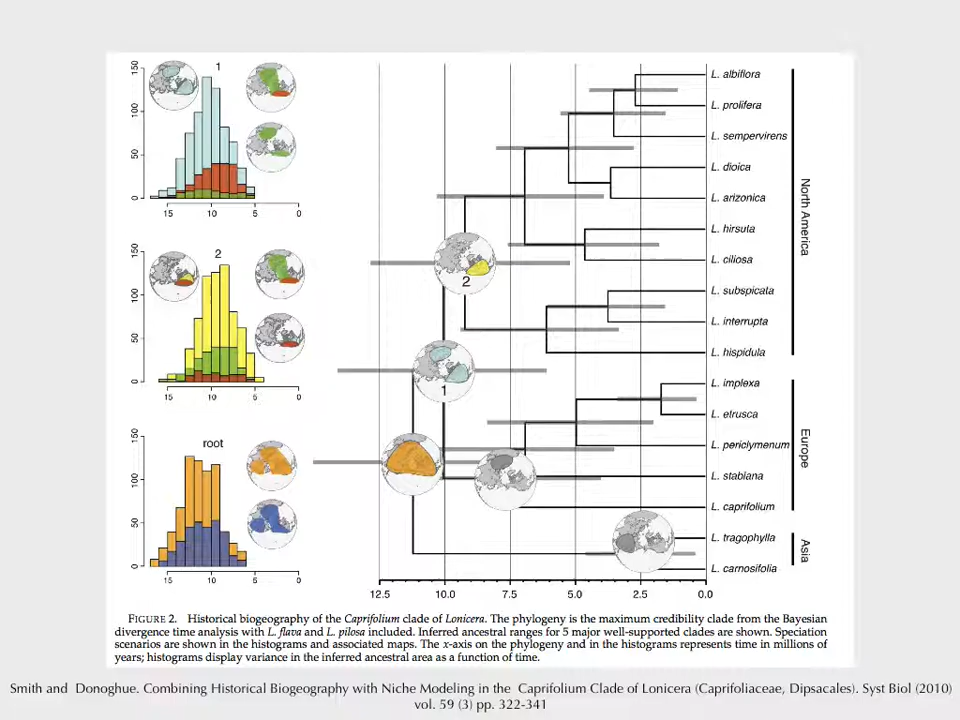 1
150
100
50
0
15 10 5 0
2
150
100
50
0
15 10 5 0
root
150
100
50
0
15 10 5 0
L. albiflora
L. prolifera
L. sempervirens
L. dioica
L. arizonica
L. hirsuta
L. ciliosa
L. subspicata
L. interrupta
L. hispidula
L. implexa
L. etrusca
L. periclymenum
L. stabiana
L. caprifolium
L. tragophylla
L. carnosifolia
North America
Europe
Asia
2
1
12.5 10.0 7.5 5.0 2.5 0.0
FIGURE 2. Historical biogeography of the Caprifolium clade of Lonicera. The phylogeny is the maximum credibility clade from the Bayesian
divergence time analysis with L. flava and L. pilosa included. Inferred ancestral ranges for 5 major well-supported clades are shown. Speciation
scenarios are shown in the histograms and associated maps. The x-axis on the phylogeny and in the histograms represents time in millions of
years; histograms display variance in the inferred ancestral area as a function of time.
Smith and Donoghue. Combining Historical Biogeography with Niche Modeling in the Caprifolium Clade of Lonicera (Caprifoliaceae, Dipsacales). Syst Biol (2010)
vol. 59 (3) pp. 322-341